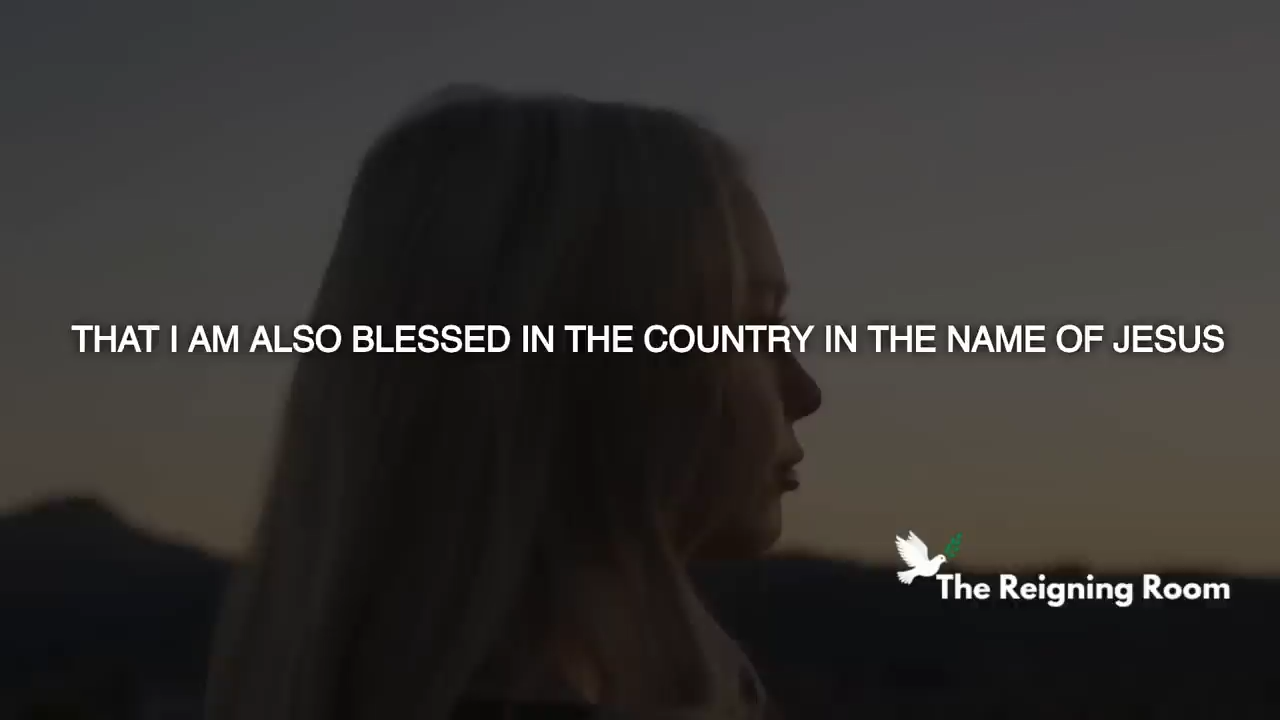 THAT I AM ALSO BLESSED IN THE COUNTRY IN THE NAME OF JESUS
The Reigning Room